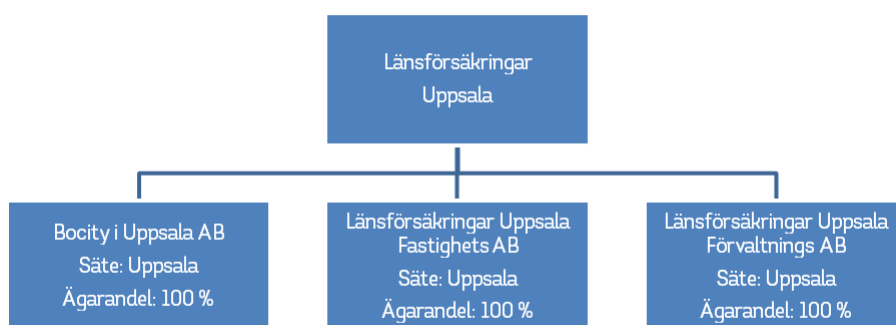 Länsförsäkringar
Uppsala
Bocity i Uppsala AB
Säte: Uppsala
Ägarandel: 100 %
Länsförsäkringar Uppsala
Fastighets AB
Säte: Uppsala
Ägarandel: 100 %
Länsförsäkringar Uppsala
Förvaltnings AB
Säte: Uppsala
Ägarandel: 100 %